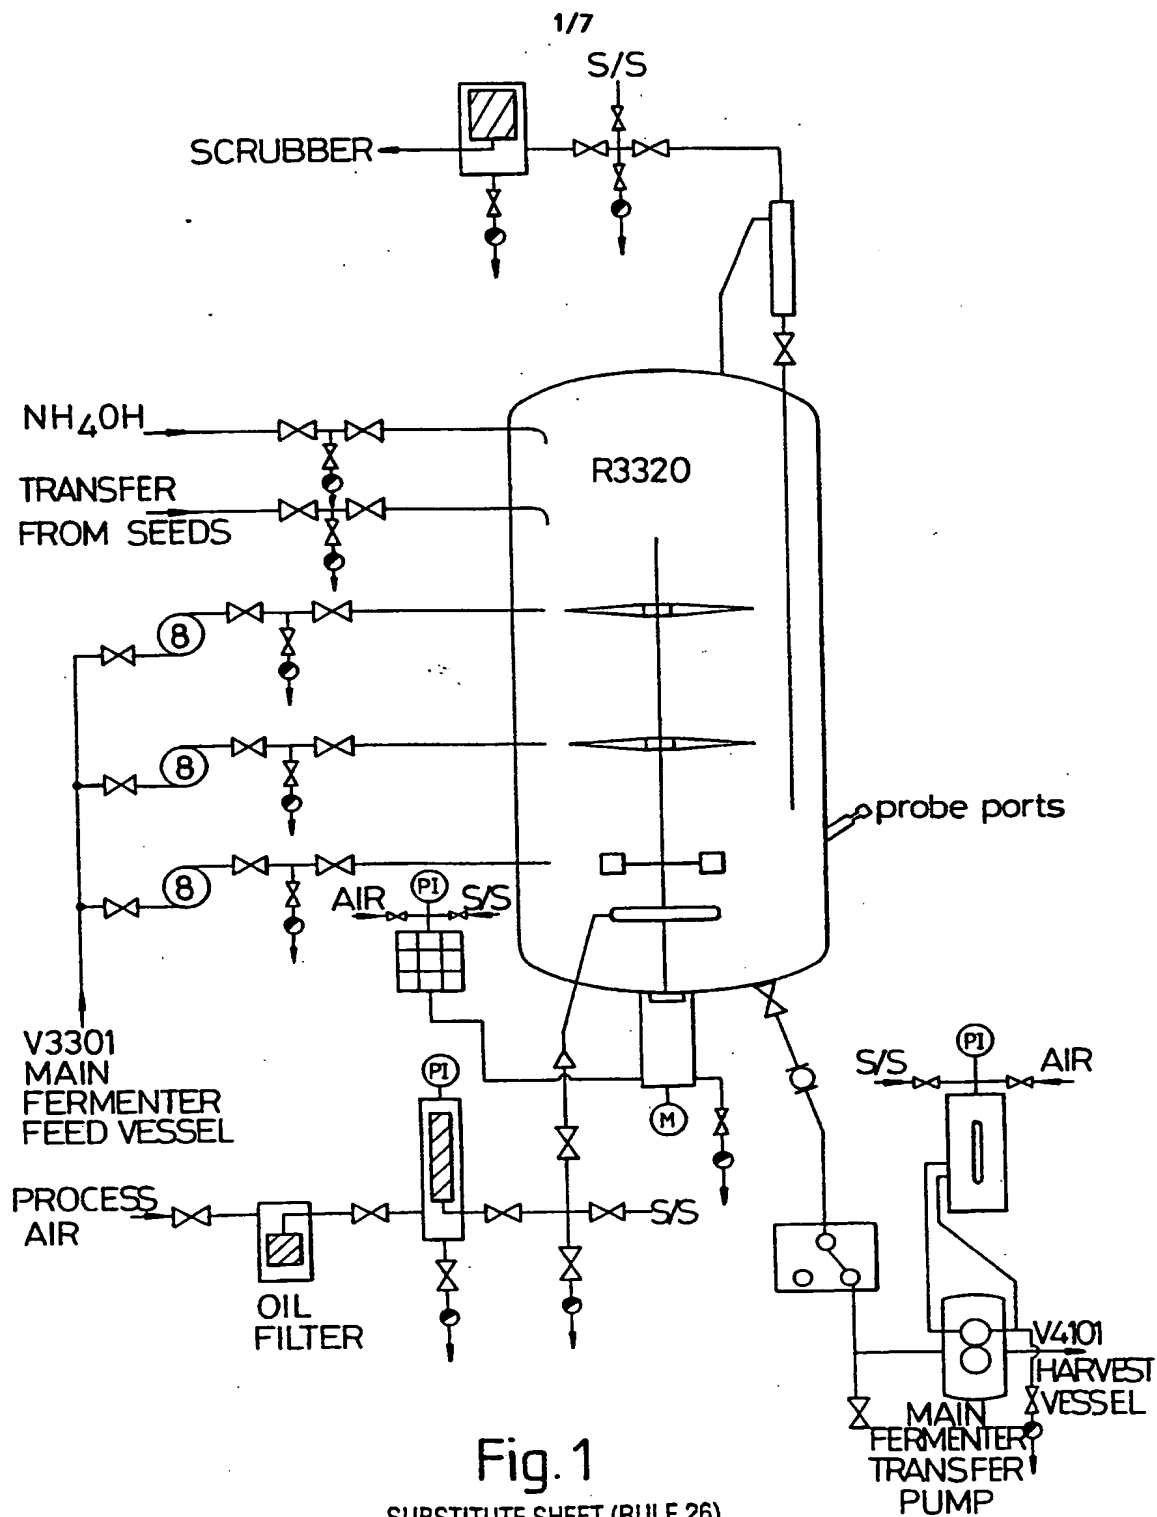 1/7
S/S
SCRUBBER
NH4OH
R3320
TRANSFER
FROM SEEDS
8
8
probe ports
8
PI
AIR
S/S
V3301
MAIN
FERMENTER
FEED VESSEL
PI
M
PI
S/S
AIR
PROCESS
AIR
S/S
OIL
FILTER
V4101
HARVEST
VESSEL
MAIN
FERMENTER
TRANSFER
PUMP
Fig.1
SUBSTITUTE SHEET (RULE 26)